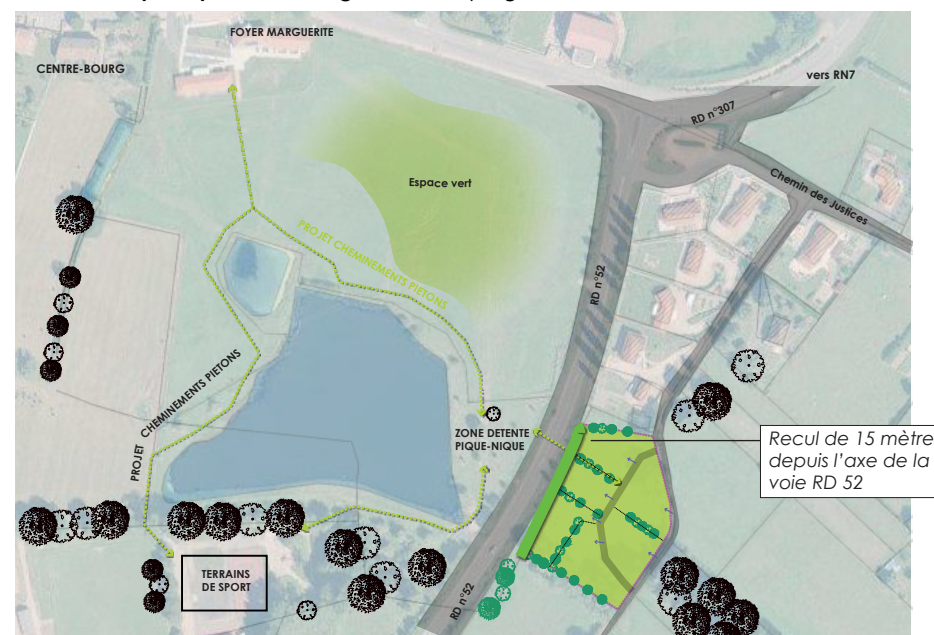 FOYER MARGUERITE
CENTRE-BOURG
vers RN7
RD n°307
Chemin des Justices
Espace vert
PROJET CHEMINEMENTS PIETONS
RD n°52
PROJET CHEMINEMENTS PIETONS
ZONE DETENTE
PIQUE-NIQUE
Recul de 15 mètre
depuis l'axe de la
voie RD 52
TERRAINS
DE SPORT
RD n°52